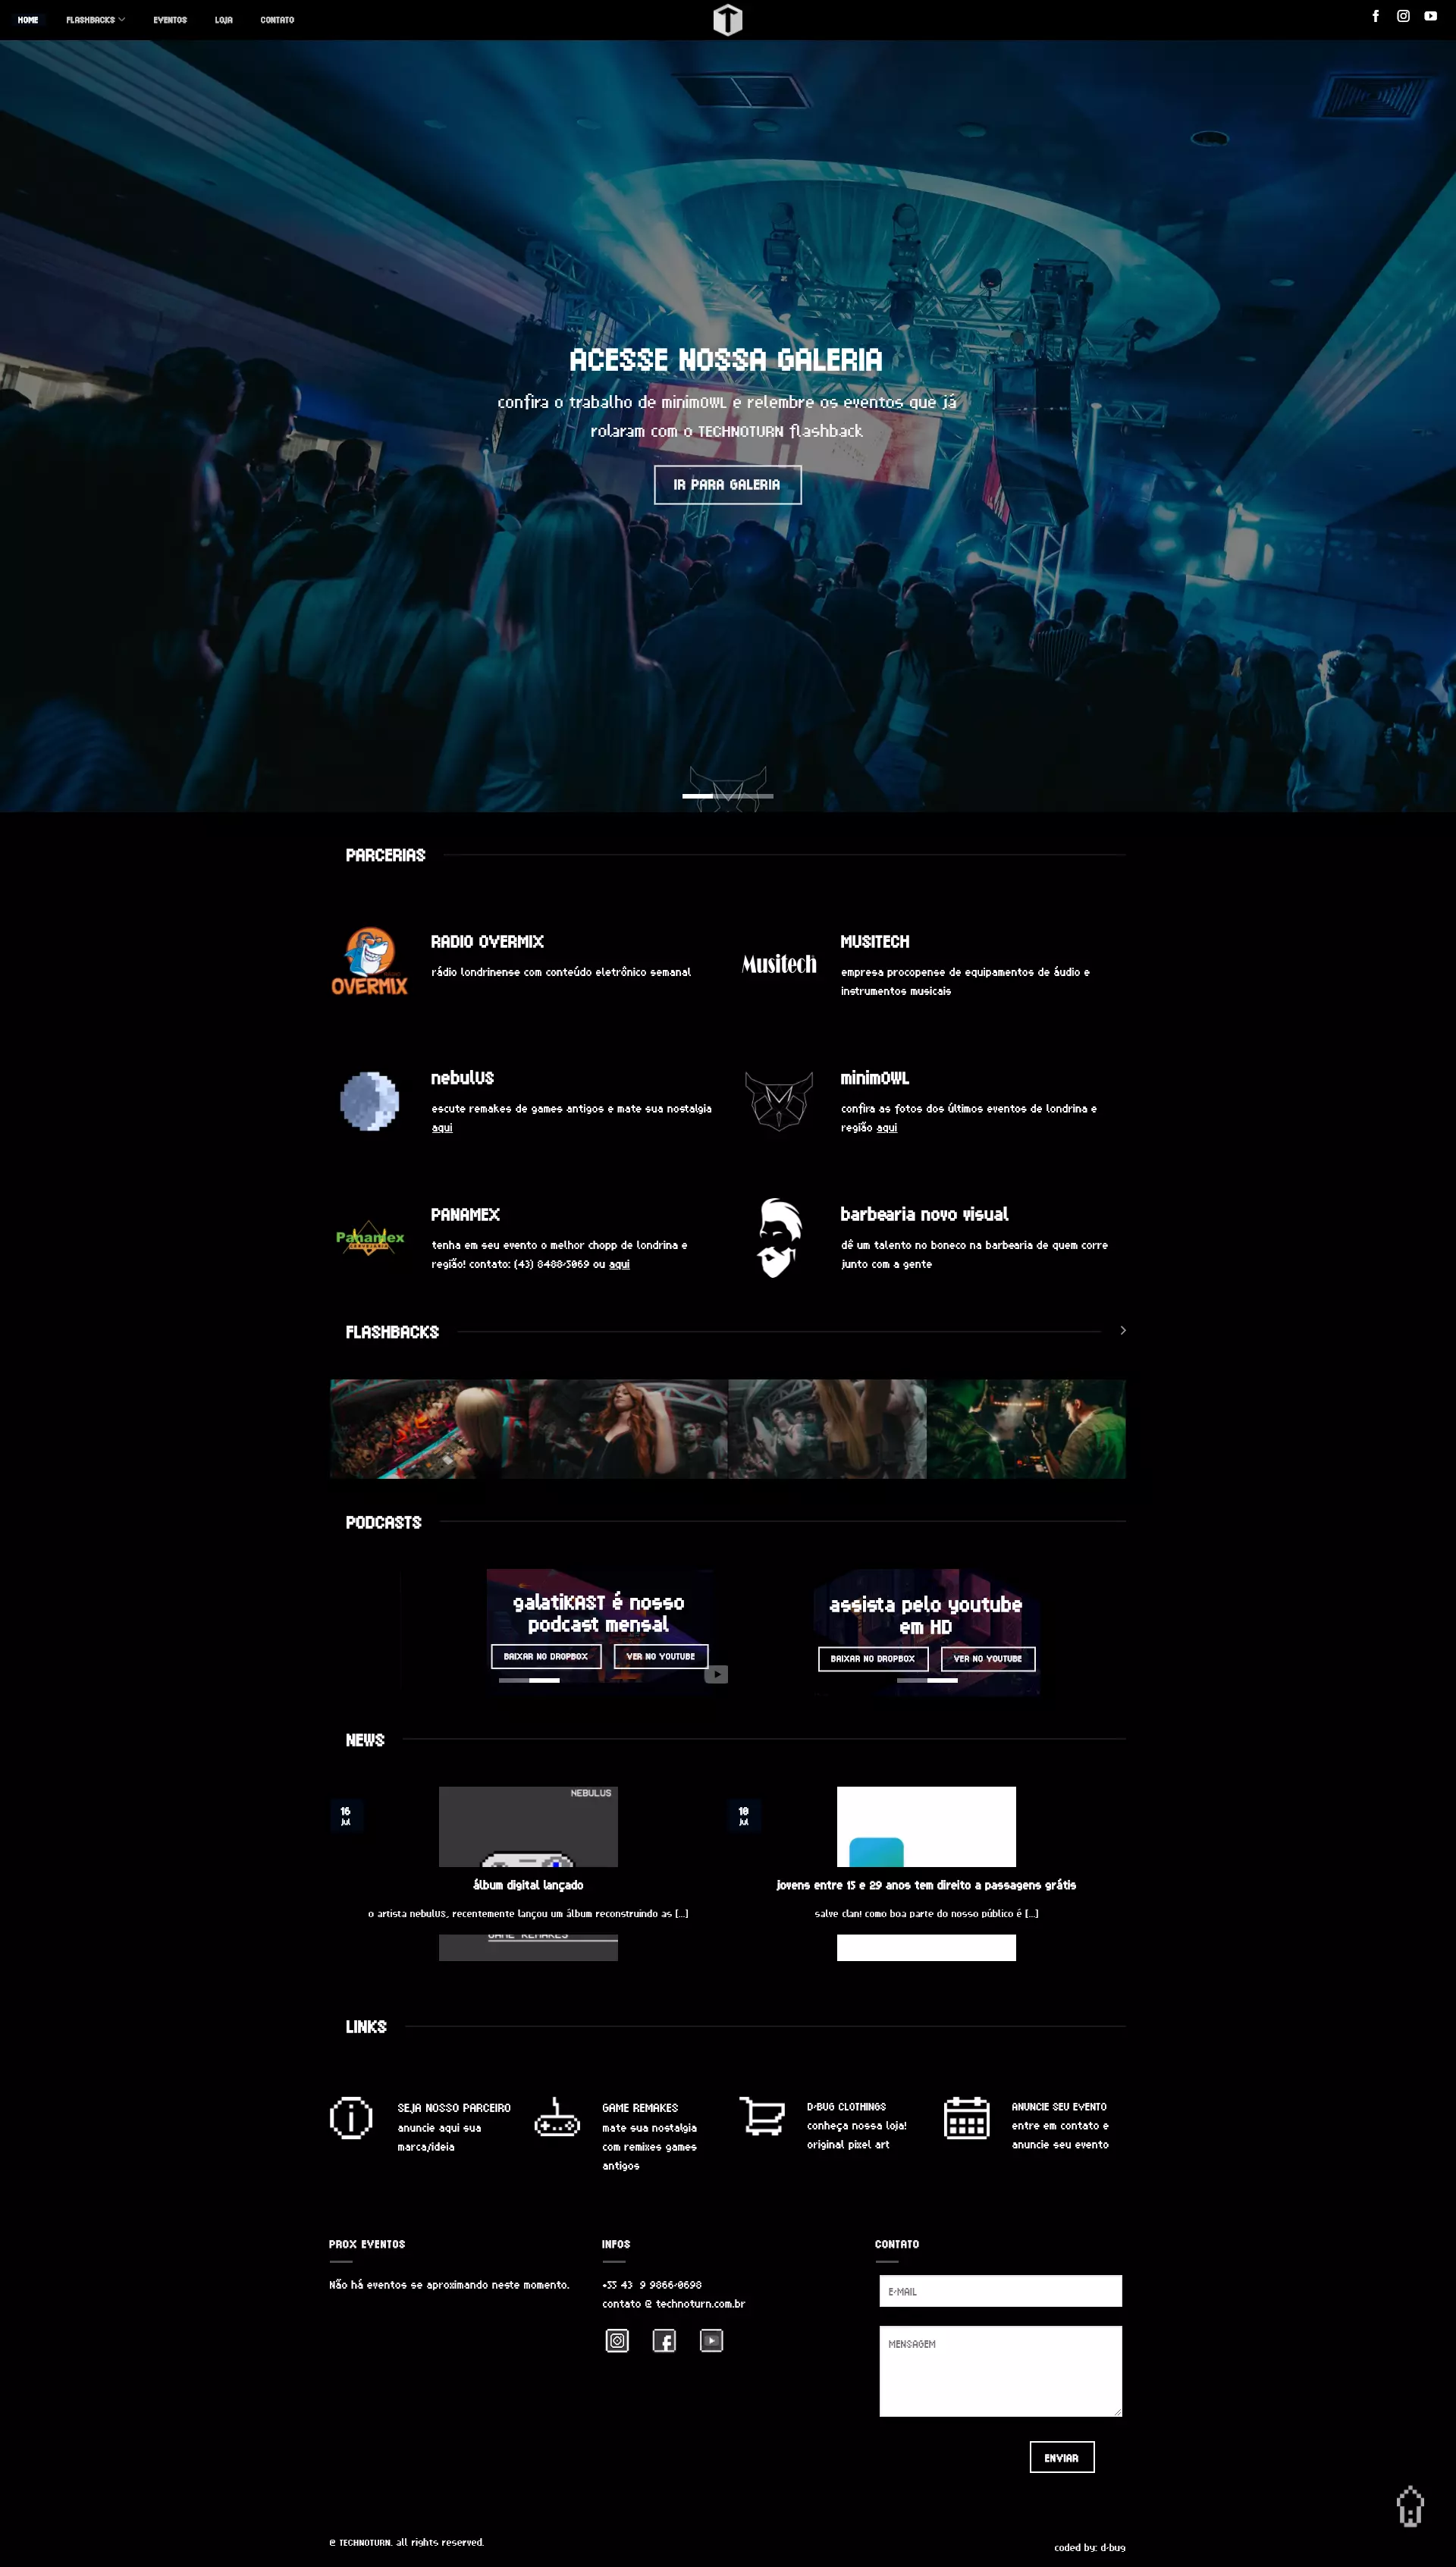 HOME FLASHBACKS EVENTOS LOJA CONTATO
ACESSE NOSSA GALERIA
confira o trabalho de minimOWL e relembre os eventos que já
rolaram com o TECHNOTURN flashback
IR PARA GALERIA
PARCERIAS
OVERMIX
RADIO OVERMIX
rádio londrinense com conteúdo eletrônico semanal
Musitech
MUSITECH
empresa procopense de equipamentos de áudio e
instrumentos musicais
nebulUS
escute remakes de games antigos e mate sua nostalgia
aqui
minimOWL
confira as fotos dos últimos eventos de londrina e
região aqui
Panamex
PANAMEX
tenha em seu evento o melhor chopp de londrina e
região! contato: (43) 8488-5069 ou aqui
barbearia novo visual
dê um talento no boneco na barbearia de quem corre
junto com a gente
FLASHBACKS
PODCASTS
galatiKAST é nosso
podcast mensal
BAIXAR NO DROPBOX VER NO YOUTUBE
assista pelo youtube
em HD
BAIXAR NO DROPBOX VER NO YOUTUBE
NEWS
16
jul
NEBULUS
álbum digital lançado
o artista nebulUS, recentemente lançou um álbum reconstruindo as [...]
GAME REMAKES
10
jul
jovens entre 15 e 29 anos tem direito a passagens grátis
salve clan! como boa parte do nosso público é [...]
LINKS
SEJA NOSSO PARCEIRO
anuncie aqui sua
marca/ideia
GAME REMAKES
mate sua nostalgia
com remixes games
antigos
D-BUG CLOTHINGS
conheça nossa loja!
original pixel art
ANUNCIE SEU EVENTO
entre em contato e
anuncie seu evento
PROX EVENTOS
Não há eventos se aproximando neste momento.
INFOS
+55 43 9 9866-0698
contato @ technoturn.com.br
CONTATO
E-MAIL
MENSAGEM
ENVIAR
@ TECHNOTURN. all rights reserved.
coded by: d-bug